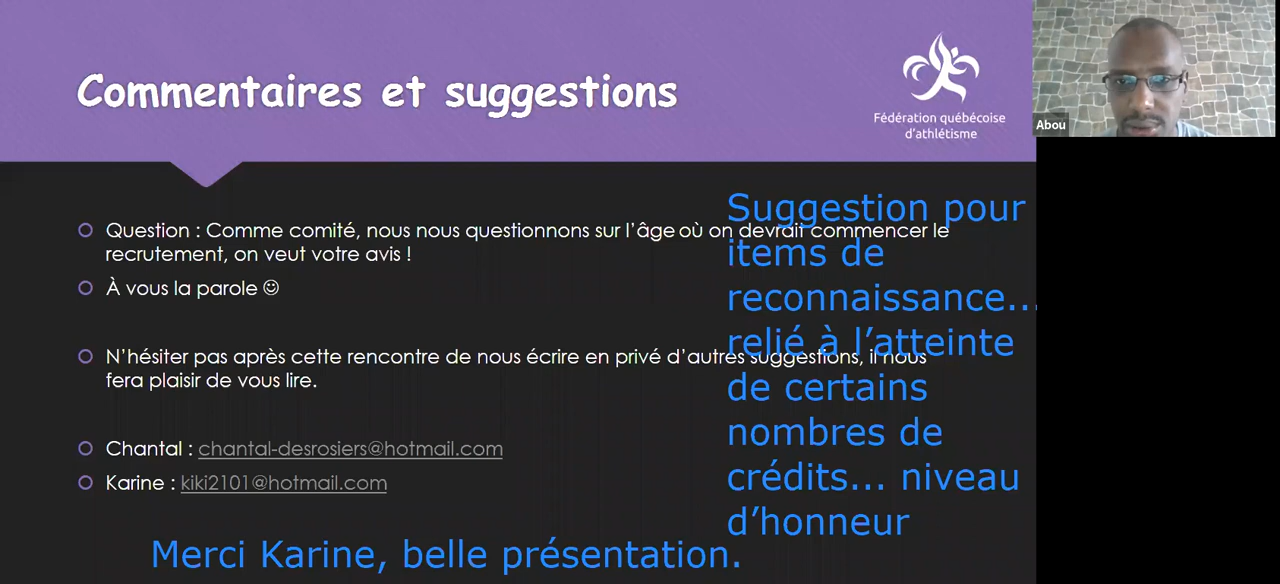 Commentaires et suggestions
Fédération québécoise
d'athlétisme
Abou
Question : Comme comité, nous nous questionnons sur l'âge où on devrait commencer le
recrutement, on veut votre avis !
À vous la parole ☺
N'hésiter pas après cette rencontre de nous écrire en privé d'autres suggestions, il nous
fera plaisir de vous lire.
Chantal : chantal-desrosiers@hotmail.com
Karine : kiki2101@hotmail.com
Suggestion pour
items de
reconnaissance...
relié à l'atteinte
de certains
nombres de
crédits... niveau
d'honneur
Merci Karine, belle présentation.